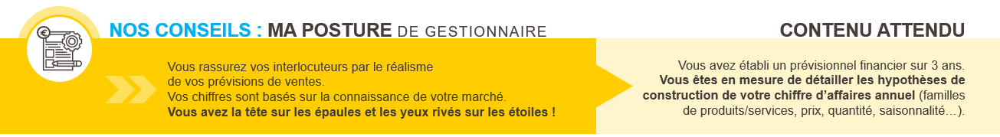 NOS CONSEILS : MA POSTURE DE GESTIONNAIRE
Vous rassurez vos interlocuteurs par le réalisme
de vos prévisions de ventes.
Vos chiffres sont basés sur la connaissance de votre marché.
Vous avez la tête sur les épaules et les yeux rivés sur les étoiles !
CONTENU ATTENDU
Vous avez établi un prévisionnel financier sur 3 ans.
Vous êtes en mesure de détailler les hypothèses de
construction de votre chiffre d’affaires annuel (familles
de produits/services, prix, quantité, saisonnalité…).